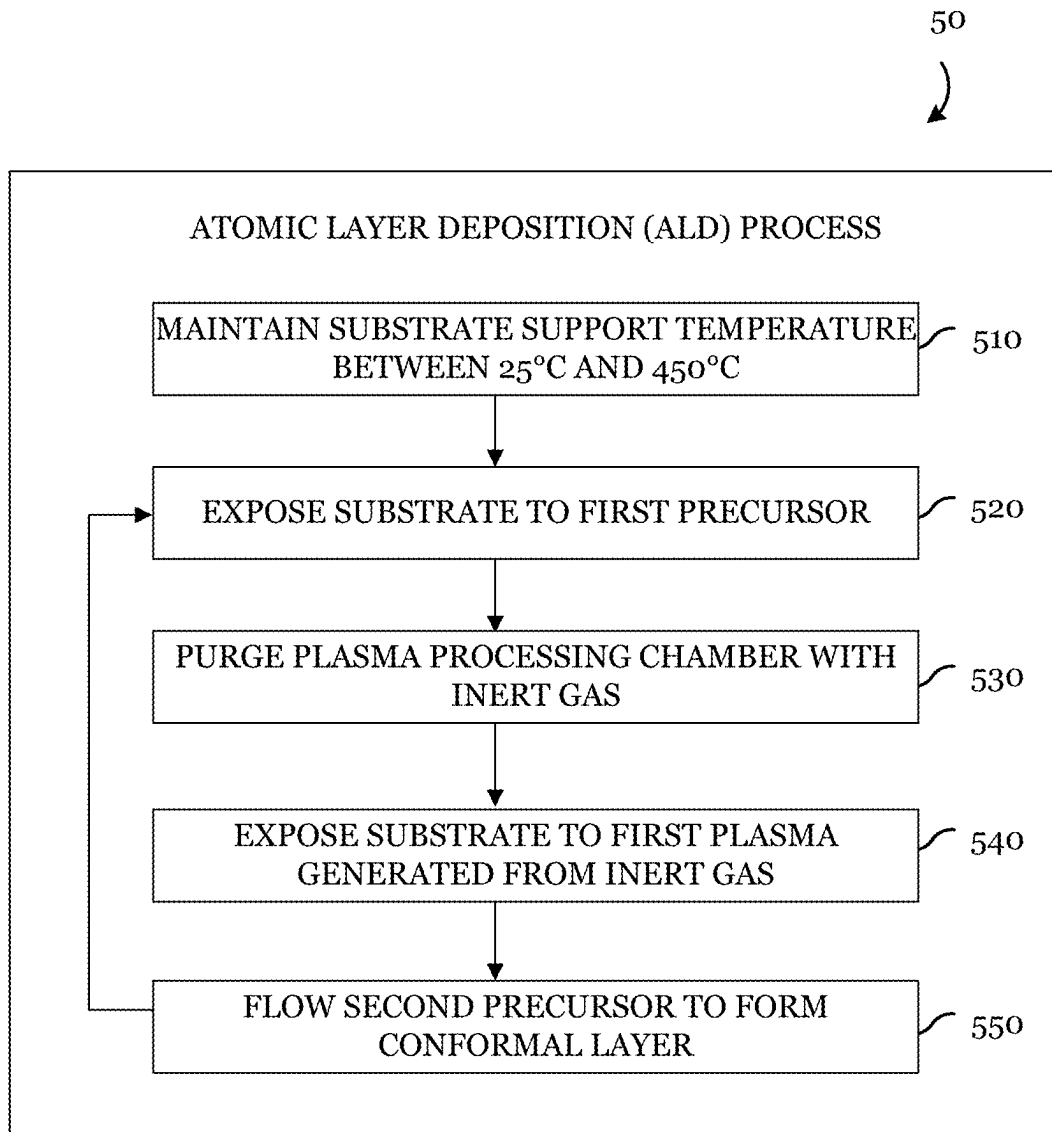 50
ATOMIC LAYER DEPOSITION (ALD) PROCESS
MAINTAIN SUBSTRATE SUPPORT TEMPERATURE
BETWEEN 25°C AND 450°C
510
EXPOSE SUBSTRATE TO FIRST PRECURSOR
520
PURGE PLASMA PROCESSING CHAMBER WITH
INERT GAS
530
EXPOSE SUBSTRATE TO FIRST PLASMA
GENERATED FROM INERT GAS
540
FLOW SECOND PRECURSOR TO FORM
CONFORMAL LAYER
550